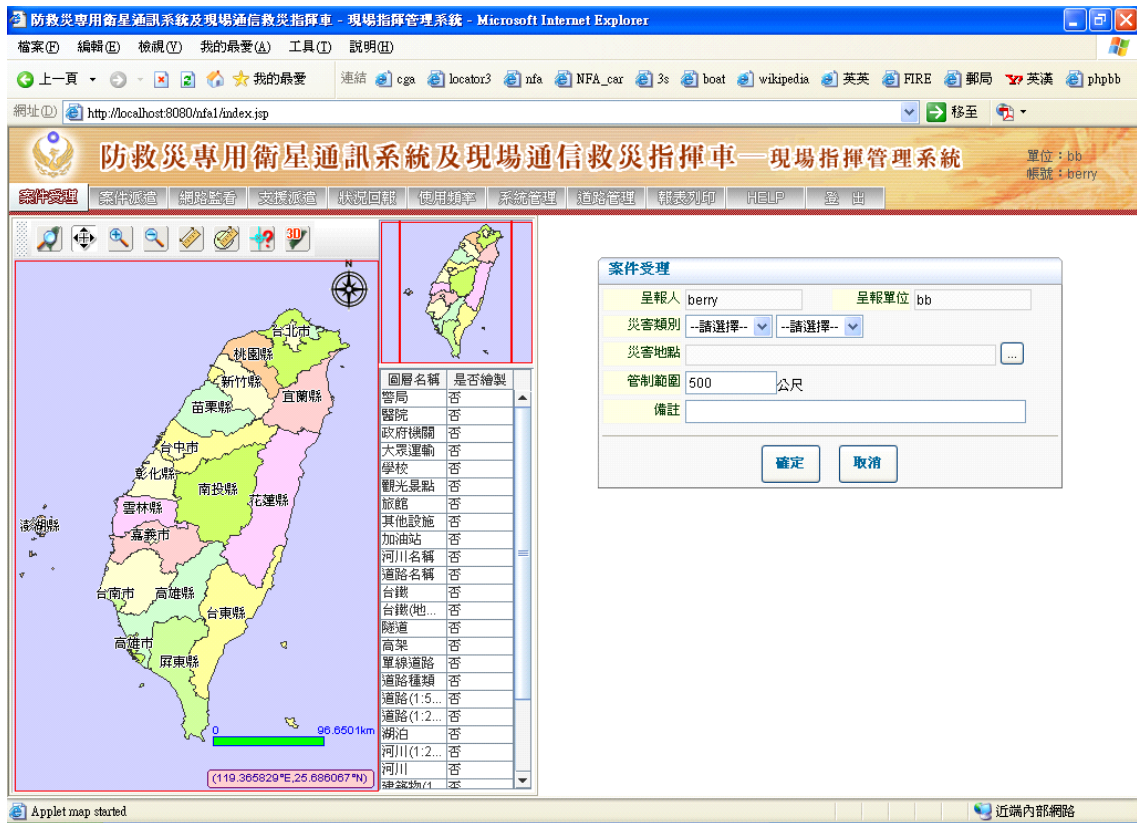 防救災專用衛星通訊系統及現場通信救災指揮車 - 現場指揮管理系統 - Microsoft Internet Explorer
檔案(F) 編輯(E) 檢視(V) 我的最愛(A) 工具(T) 說明(H)
上一頁 我的最愛 連結 cga locator3 nfa NFA_car 3s boat wikipedia 英英 FIRE 郵局 英漢 phpbb
網址(D) http://localhost:8080/nfa1/index.jsp 移至
防救災專用衛星通訊系統及現場通信救災指揮車—現場指揮管理系統
單位：bb
帳號：berry
案件受理 案件派遣 網路監看 支援派遣 狀況回報 使用頻率 系統管理 道路管理 報表列印 HELP 登 出
3D
N
台北市
桃園縣
新竹縣
宜蘭縣
苗栗縣
台中市
彰化縣
南投縣
花蓮縣
雲林縣
澎湖縣
嘉義市
台南市
高雄縣
台東縣
高雄市
屏東縣
0 96.6501km
(119.365829°E,25.686067°N)
圖層名稱 是否繪製
警局 否
醫院 否
政府機關 否
大眾運輸 否
學校 否
觀光景點 否
旅館 否
其他設施 否
加油站 否
河川名稱 否
道路名稱 否
台鐵 否
台鐵(地... 否
隧道 否
高架 否
單線道路 否
道路種類 否
道路(1:5... 否
道路(1:2... 否
湖泊 否
河川(1:2... 否
河川 否
建築物(1... 否
案件受理
呈報人 berry 呈報單位 bb
災害類別 --請選擇-- --請選擇--
災害地點 ...
管制範圍 500 公尺
備註
確定 取消
Applet map started
近端內部網路